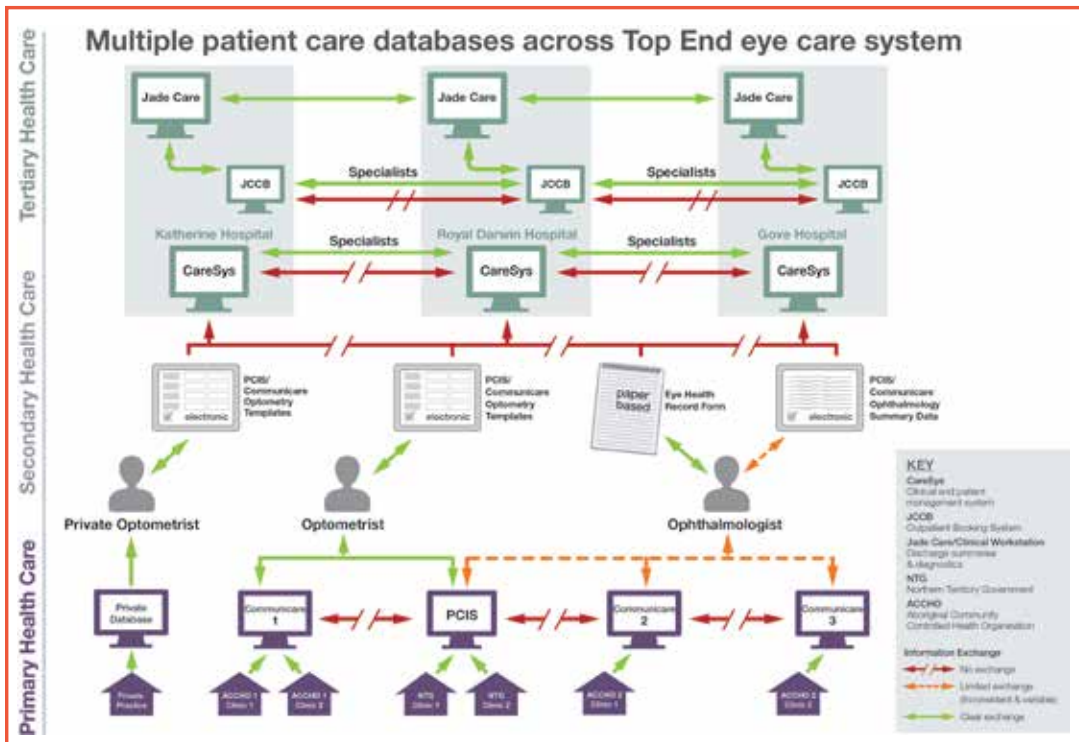 Multiple patient care databases across Top End eye care system
Tertiary Health Care
Jade Care
Jade Care
Jade Care
JCCB
Specialists
JCCB
Specialists
JCCB
Katherine Hospital
Royal Darwin Hospital
Gove Hospital
Specialists
Specialists
CareSys
CareSys
CareSys
Secondary Health Care
electronic
PCIS/
Communicare
Optometry
Templates
electronic
PCIS/
Communicare
Optometry
Templates
paper
based
Eye Health
Record Form
electronic
PCIS/
Communicare
Ophthalmology
Summary Data
Private Optometrist
Optometrist
Ophthalmologist
Primary Health Care
Private
Database
Communicare
1
PCIS
Communicare
2
Communicare
3
Private
Practice
ACCHO 1
Clinic 1
ACCHO 1
Clinic 2
NTG
Clinic 1
NTG
Clinic 2
ACCHO 2
Clinic 1
ACCHO 3
KEY
CareSys
Clinical and patient
management system
JCCB
Outpatient Booking System
Jade Care/Clinical Workstation
Discharge summaries
& diagnostics
NTG
Northern Territory Government
ACCHO
Aboriginal Community
Controlled Health Organisation
Information Exchange
No exchange
Limited exchange
(Inconsistent & variable)
Clear exchange